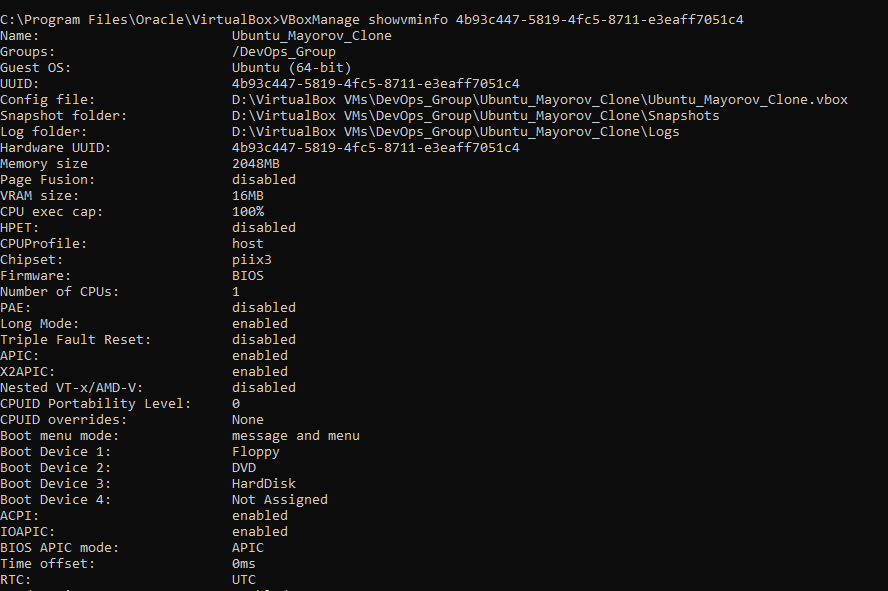 C:\Program Files\Oracle\VirtualBox>VBoxManage showvminfo 4b93c447-5819-4fc5-8711-e3eaff7051c4
Name: Ubuntu_Mayorov_Clone
Groups: /DevOps_Group
Guest OS: Ubuntu (64-bit)
UUID: 4b93c447-5819-4fc5-8711-e3eaff7051c4
Config file: D:\VirtualBox VMs\DevOps_Group\Ubuntu_Mayorov_Clone\Ubuntu_Mayorov_Clone.vbox
Snapshot folder: D:\VirtualBox VMs\DevOps_Group\Ubuntu_Mayorov_Clone\Snapshots
Log folder: D:\VirtualBox VMs\DevOps_Group\Ubuntu_Mayorov_Clone\Logs
Hardware UUID: 4b93c447-5819-4fc5-8711-e3eaff7051c4
Memory size 2048MB
Page Fusion: disabled
VRAM size: 16MB
CPU exec cap: 100%
HPET: disabled
CPUProfile: host
Chipset: piix3
Firmware: BIOS
Number of CPUs: 1
PAE: disabled
Long Mode: enabled
Triple Fault Reset: disabled
APIC: enabled
X2APIC: enabled
Nested VT-x/AMD-V: disabled
CPUID Portability Level: 0
CPUID overrides: None
Boot menu mode: message and menu
Boot Device 1: Floppy
Boot Device 2: DVD
Boot Device 3: HardDisk
Boot Device 4: Not Assigned
ACPI: enabled
IOAPIC: enabled
BIOS APIC mode: APIC
Time offset: 0ms
RTC: UTC